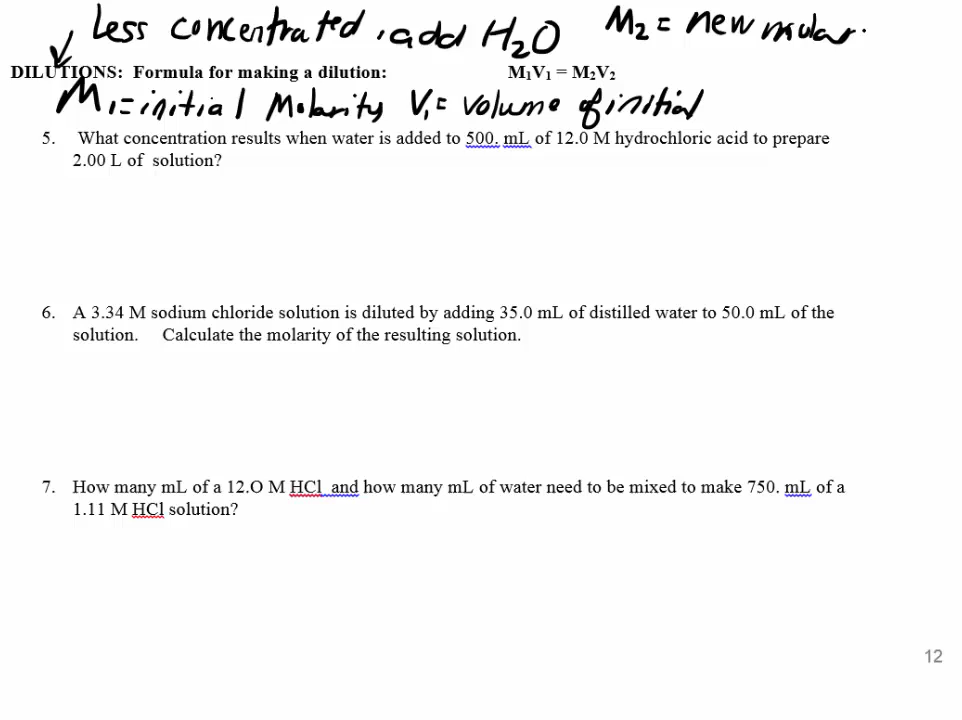 Less concentrated, add H₂O M₂ = new molar.
DILUTIONS: Formula for making a dilution: M₁V₁ = M₂V₂
M₁ = initial Molarity V₁ = volume of initial
5. What concentration results when water is added to 500. mL of 12.0 M hydrochloric acid to prepare
2.00 L of solution?
6. A 3.34 M sodium chloride solution is diluted by adding 35.0 mL of distilled water to 50.0 mL of the
solution. Calculate the molarity of the resulting solution.
7. How many mL of a 12.O M HCl and how many mL of water need to be mixed to make 750. mL of a
1.11 M HCl solution?
12